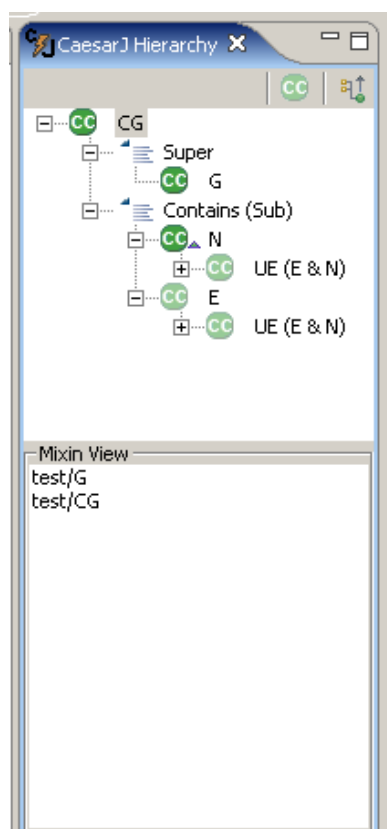 CaesarJ Hierarchy
CC
CC CG
Super
CC G
Contains (Sub)
CC N
CC UE (E & N)
CC E
CC UE (E & N)
Mixin View
test/G
test/CG